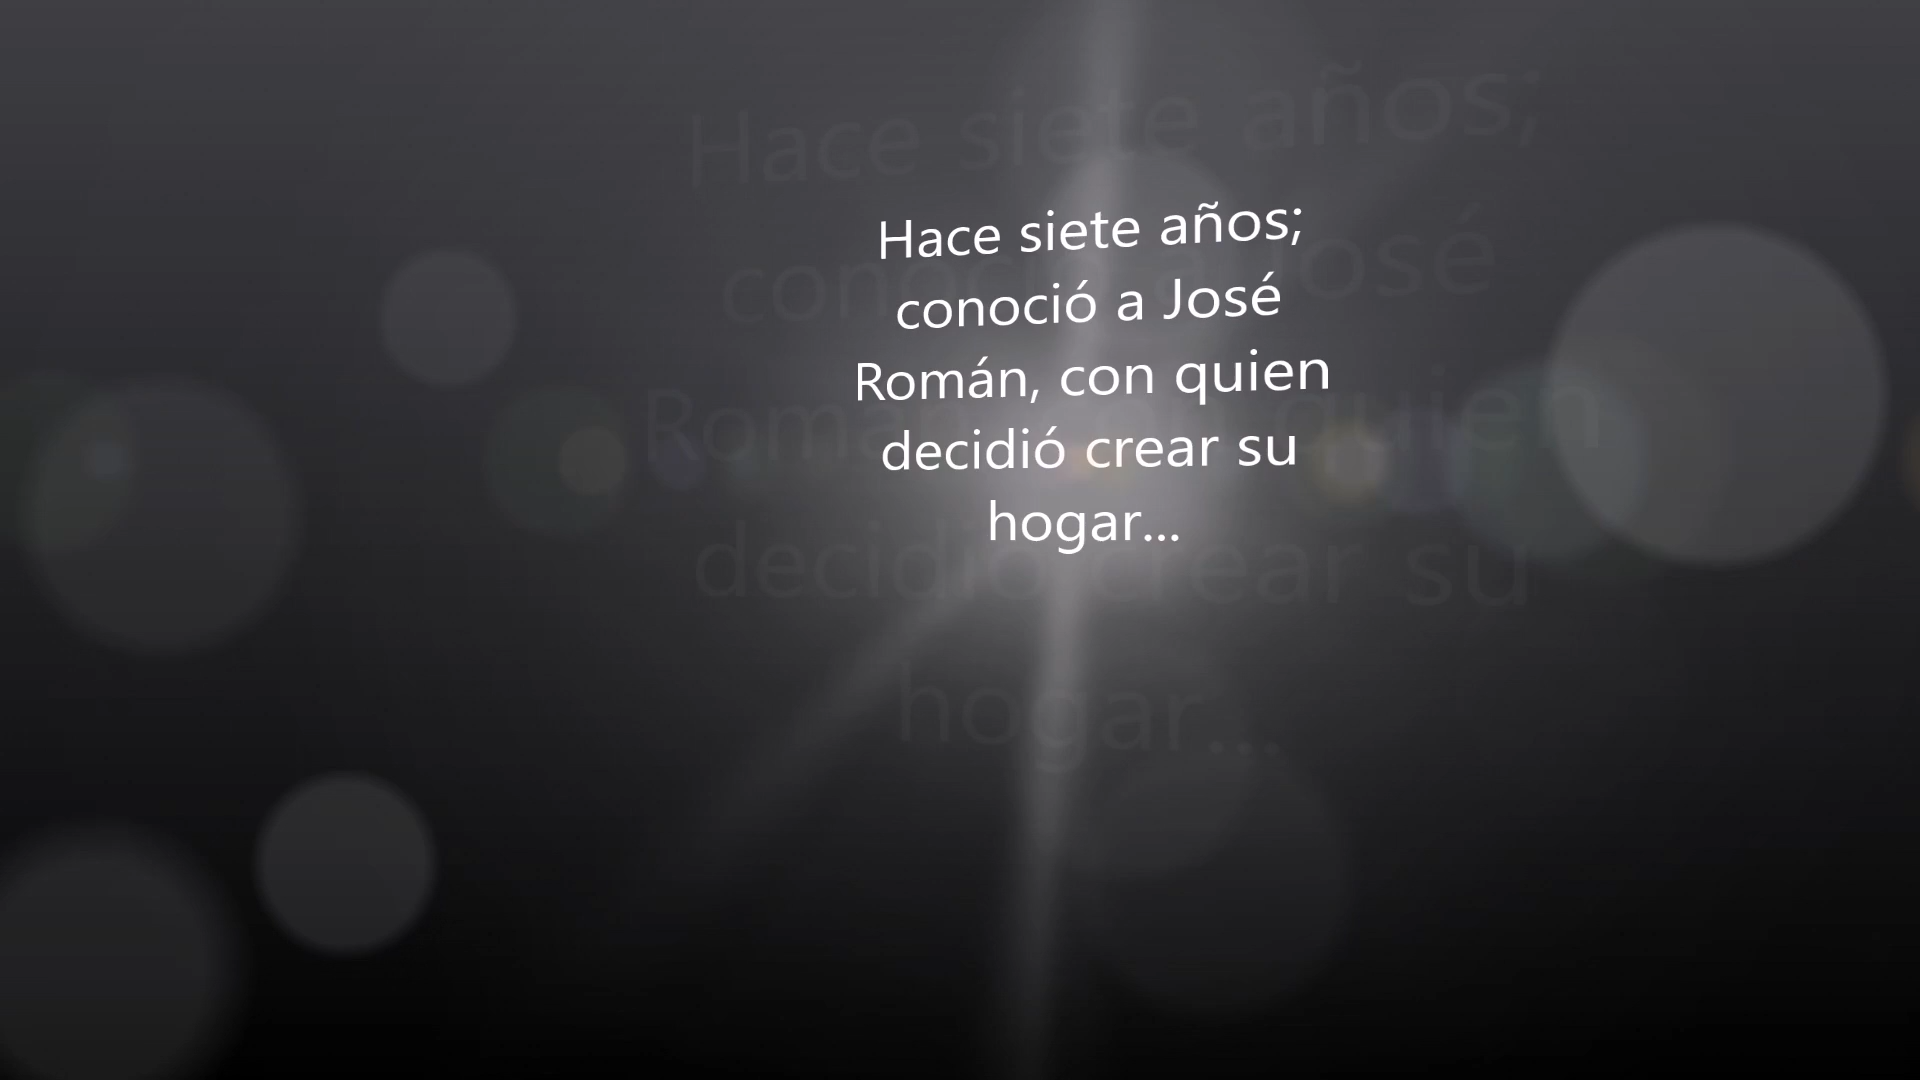 Hace siete años;
conoció a José
Román, con quien
decidió crear su
hogar...